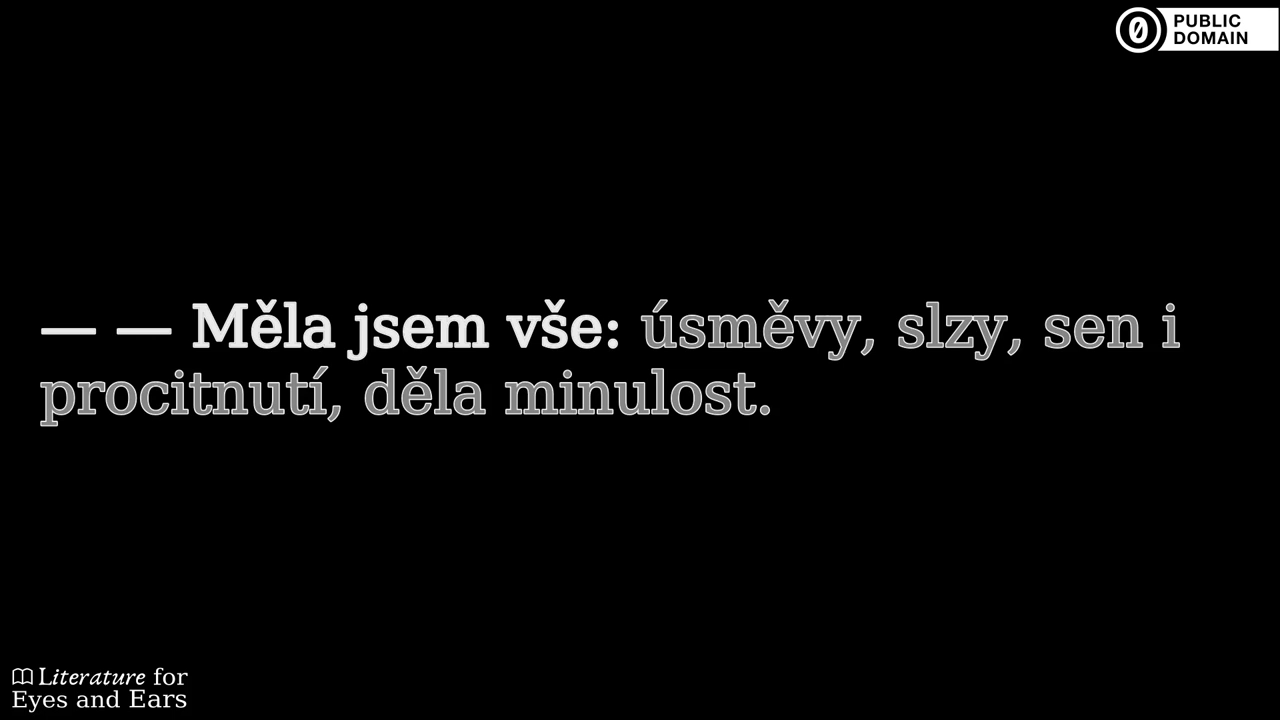 PUBLIC
DOMAIN
— — Měla jsem vše: úsměvy, slzy, sen i
procitnutí, děla minulost.
Literature for
Eyes and Ears